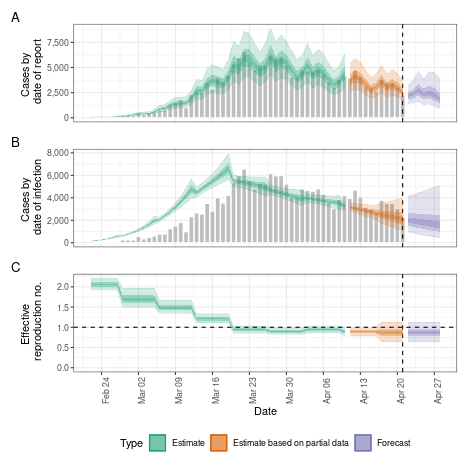 A
Cases by
date of report
7,500
5,000
2,500
0
B
Cases by
date of infection
8,000
6,000
4,000
2,000
0
C
Effective
reproduction no.
2.0
1.5
1.0
0.5
0.0
Feb 24
Mar 02
Mar 09
Mar 16
Mar 23
Mar 30
Apr 06
Apr 13
Apr 20
Apr 27
Date
Type Estimate Estimate based on partial data Forecast